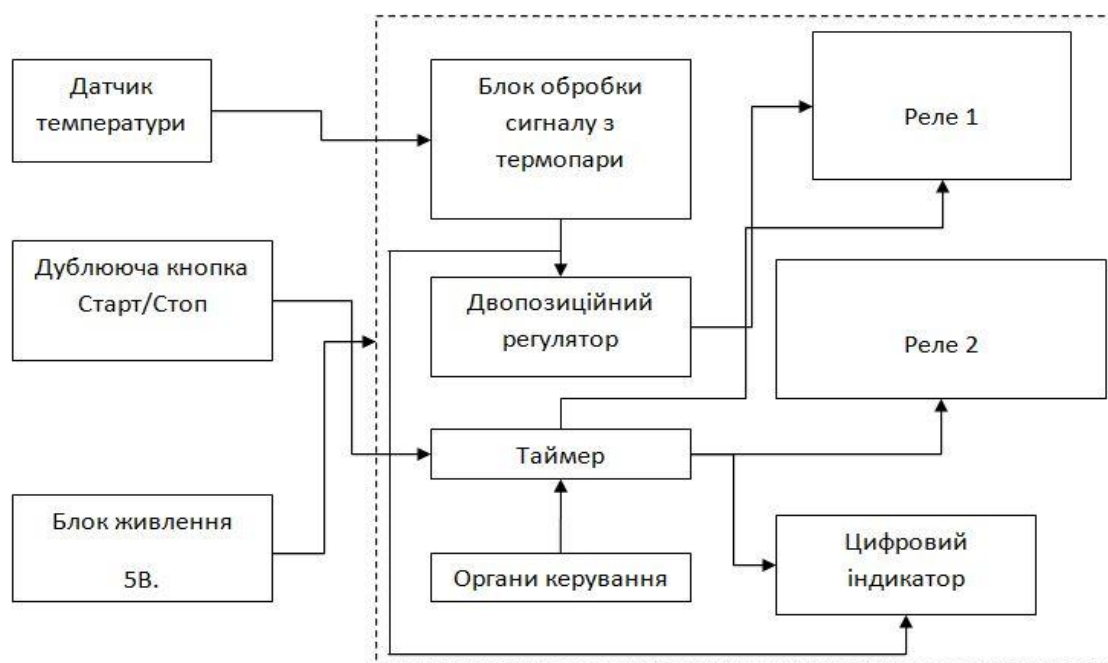 Датчик
температури
Блок обробки
сигналу з
термопари
Реле 1
Дублююча кнопка
Старт/Стоп
Двопозиційний
регулятор
Реле 2
Таймер
Блок живлення
5В.
Органи керування
Цифровий
індикатор